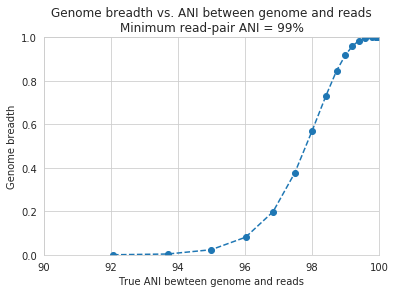 Genome breadth vs. ANI between genome and reads
Minimum read-pair ANI = 99%
1.0
0.8
0.6
0.4
0.2
0.0
Genome breadth
90 92 94 96 98 100
True ANI bewteen genome and reads